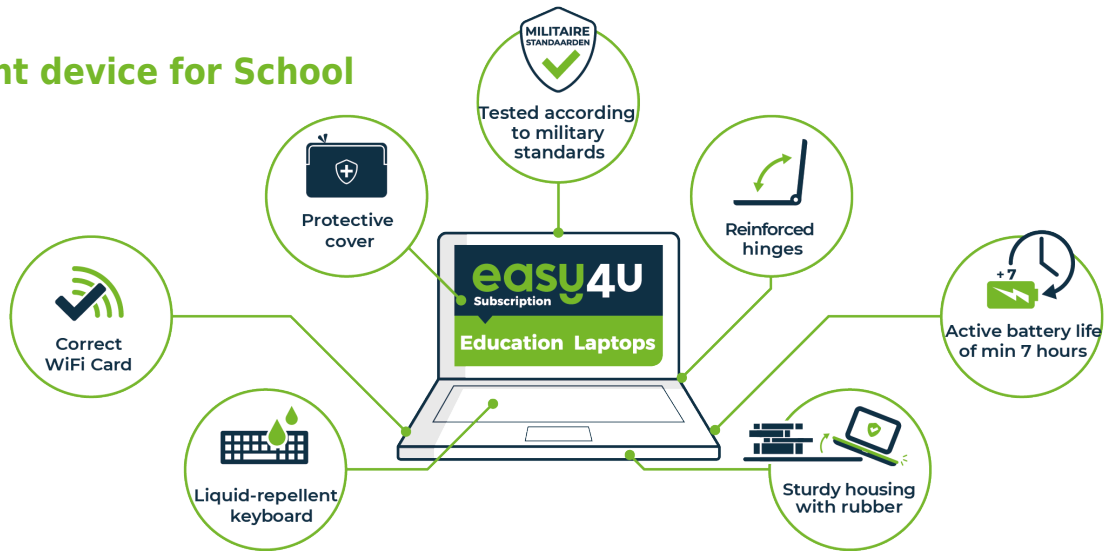 device for School
MILITAIRE
STANDAARDEN
Tested according
to military
standards
Protective
cover
Reinforced
hinges
easy4u
Subscription
Education Laptops
+7
Active battery life
of min 7 hours
Correct
WiFi Card
Liquid-repellent
keyboard
Sturdy housing
with rubber